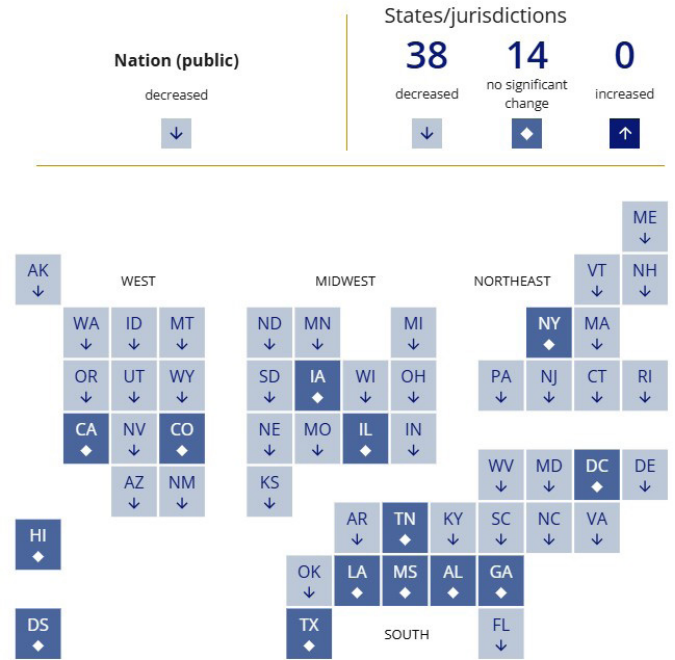 States/jurisdictions
Nation (public)
decreased
38 14 0
decreased no significant change increased
ME
AK WEST MIDWEST NORTHEAST VT NH
WA ID MT ND MN MI NY MA
OR UT WY SD IA WI OH PA NJ CT RI
CA NV CO NE MO IL IN
AZ NM KS WV MD DC DE
HI AR TN KY SC NC VA
OK LA MS AL GA
DS TX SOUTH FL